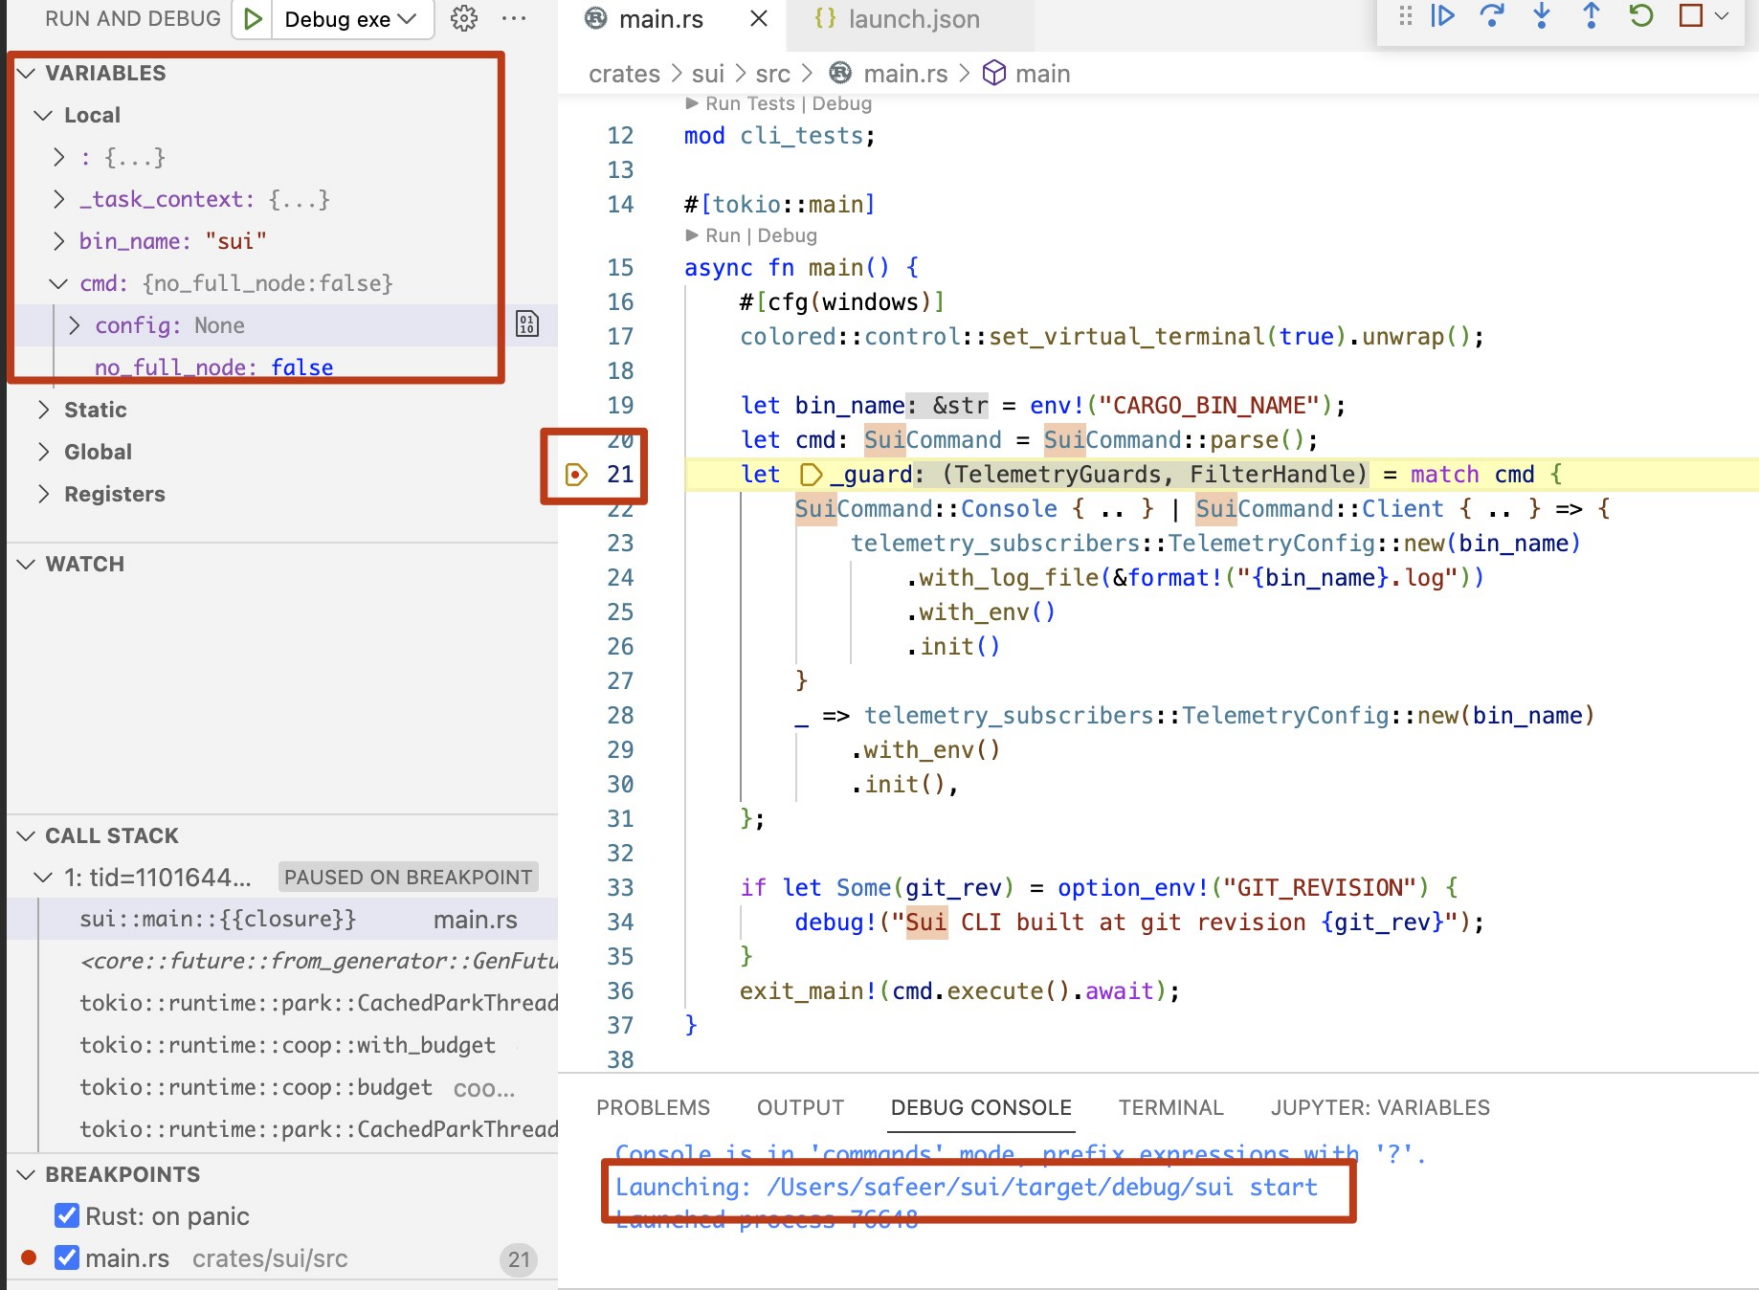 RUN AND DEBUG
Debug exe
VARIABLES
Local
: {...}
_task_context: {...}
bin_name: "sui"
cmd: {no_full_node:false}
config: None
no_full_node: false
Static
Global
Registers
WATCH
CALL STACK
1: tid=1101644...
PAUSED ON BREAKPOINT
sui::main::{{closure}} main.rs
<core::future::from_generator::GenFutu
tokio::runtime::park::CachedParkThread
tokio::runtime::coop::with_budget
tokio::runtime::coop::budget coo...
tokio::runtime::park::CachedParkThread
BREAKPOINTS
Rust: on panic
main.rs crates/sui/src 21
main.rs
{} launch.json
crates > sui > src > main.rs > main
Run Tests | Debug
12 mod cli_tests;
13
14 #[tokio::main]
Run | Debug
15 async fn main() {
16 #[cfg(windows)]
17 colored::control::set_virtual_terminal(true).unwrap();
18
19 let bin_name: &str = env!("CARGO_BIN_NAME");
20 let cmd: SuiCommand = SuiCommand::parse();
21 let _guard: (TelemetryGuards, FilterHandle) = match cmd {
22 SuiCommand::Console { .. } | SuiCommand::Client { .. } => {
23 telemetry_subscribers::TelemetryConfig::new(bin_name)
24 .with_log_file(&format!("{bin_name}.log"))
25 .with_env()
26 .init()
27 }
28 _ => telemetry_subscribers::TelemetryConfig::new(bin_name)
29 .with_env()
30 .init(),
31 };
32
33 if let Some(git_rev) = option_env!("GIT_REVISION") {
34 debug!("Sui CLI built at git revision {git_rev}");
35 }
36 exit_main!(cmd.execute().await);
37 }
38
PROBLEMS OUTPUT DEBUG CONSOLE TERMINAL JUPYTER: VARIABLES
Console is in 'commands' mode, prefix expressions with '?'.
Launching: /Users/safeer/sui/target/debug/sui start
Launched process 76648